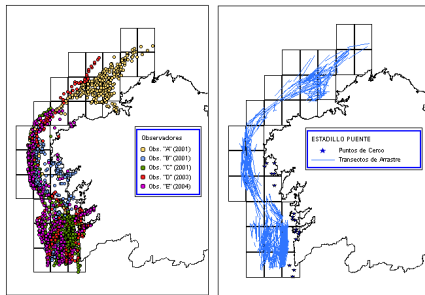 Observadores
Obs. "A" (2001)
Obs. "B" (2001)
Obs. "C" (2001)
Obs. "D" (2003)
Obs. "E" (2004)
ESTADILLO PUENTE
Puntos de Cerco
Transectos de Arrastre